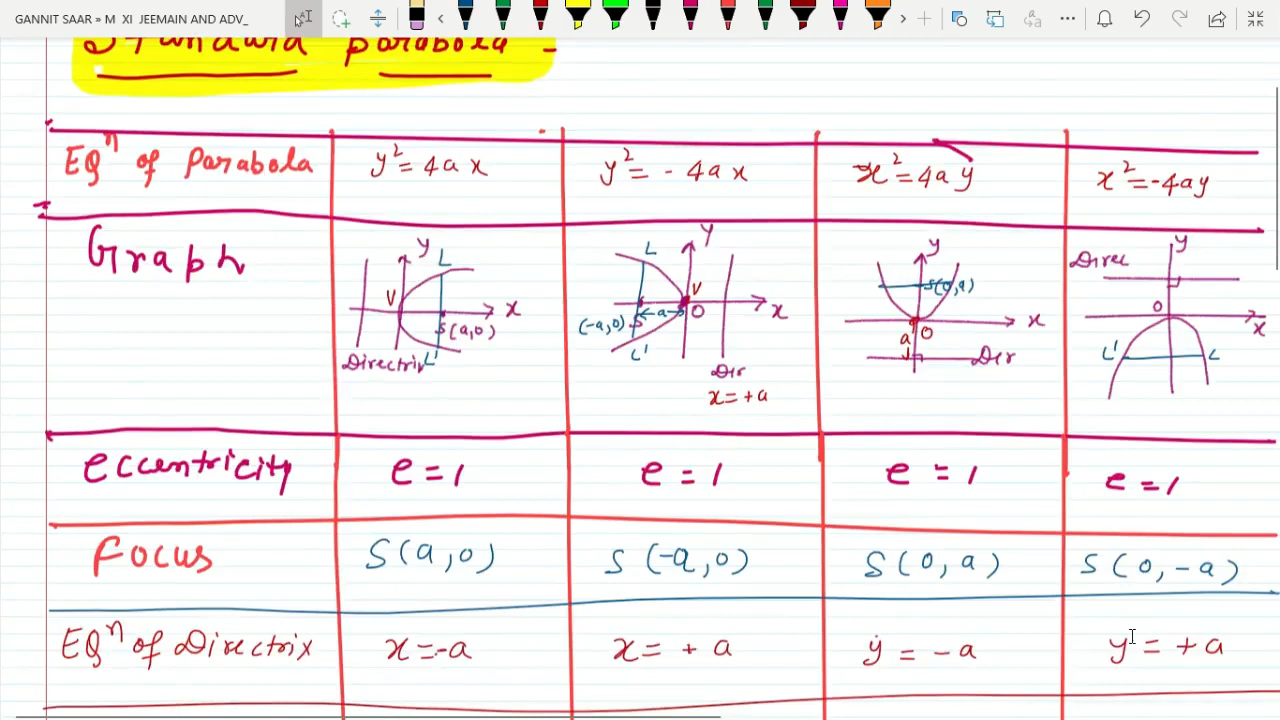 GANNIT SAAR » M XI JEEMAIN AND ADV_
Standard parabola -
EQⁿ of Parabola y² = 4ax y² = - 4ax x² = 4ay x² = -4ay
Graph
y L V x S(a,0) L' Directrix
L y V (-a,0) S a O x L' Dir x = +a
y S(0,a) x O a Dir
Direc y O x L' L
eccentricity e = 1 e = 1 e = 1 e = 1
Focus S(a,0) S(-a,0) S(0,a) S(0,-a)
EQⁿ of Directrix x = -a x = + a y = - a y = + a